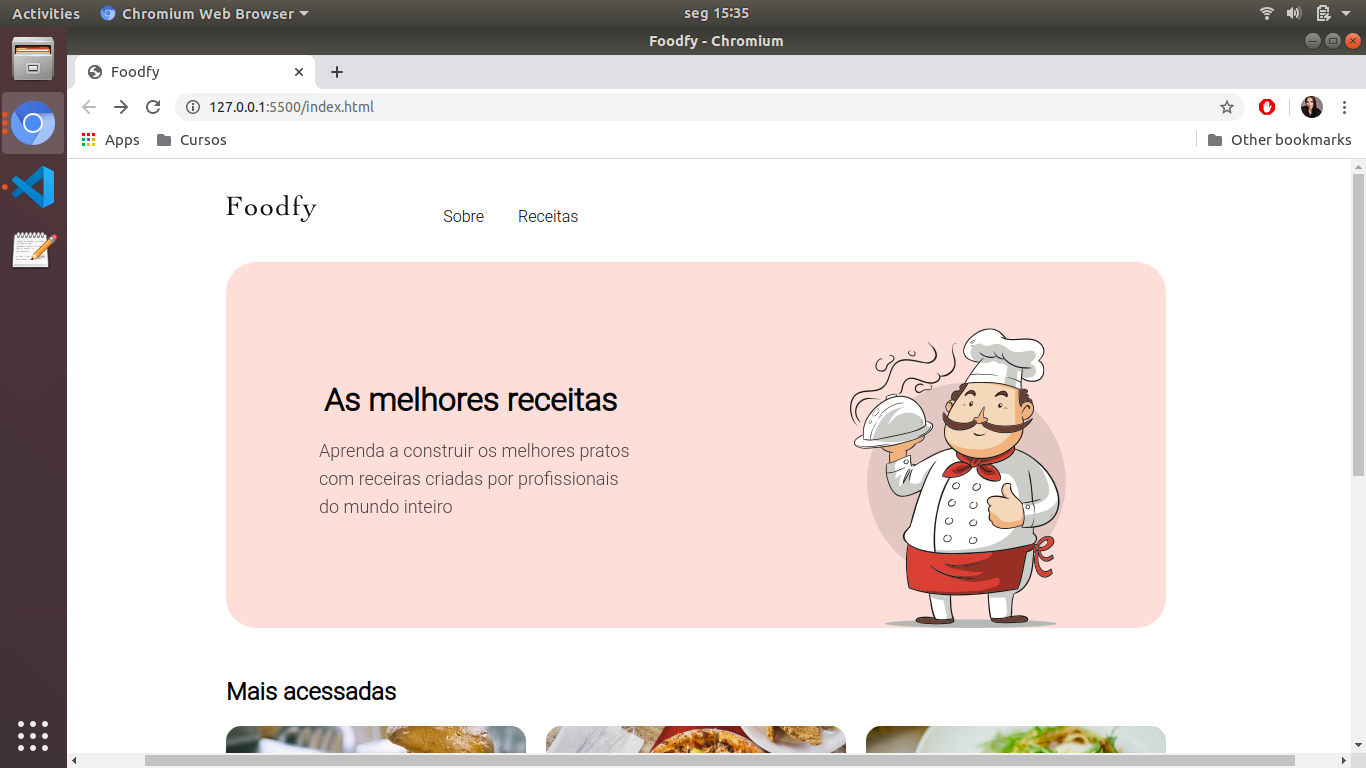 Activities
Chromium Web Browser
seg 15:35
Foodfy - Chromium
Foodfy
127.0.0.1:5500/index.html
Apps
Cursos
Other bookmarks
Foodfy
Sobre
Receitas
As melhores receitas
Aprenda a construir os melhores pratos
com receiras criadas por profissionais
do mundo inteiro
Mais acessadas